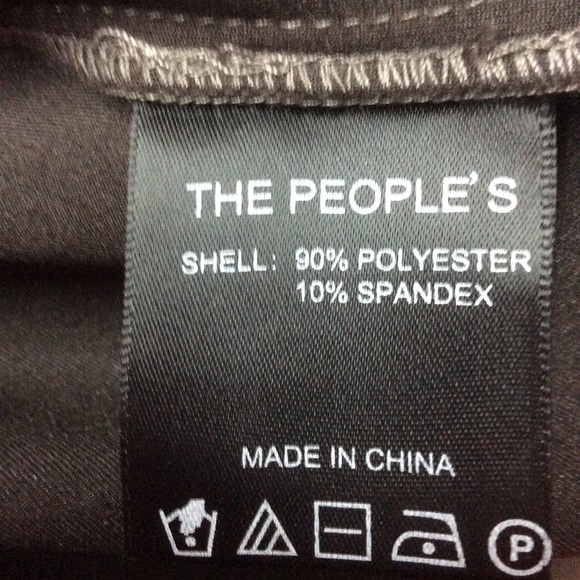 THE PEOPLE'S
SHELL: 90% POLYESTER
10% SPANDEX
MADE IN CHINA
P